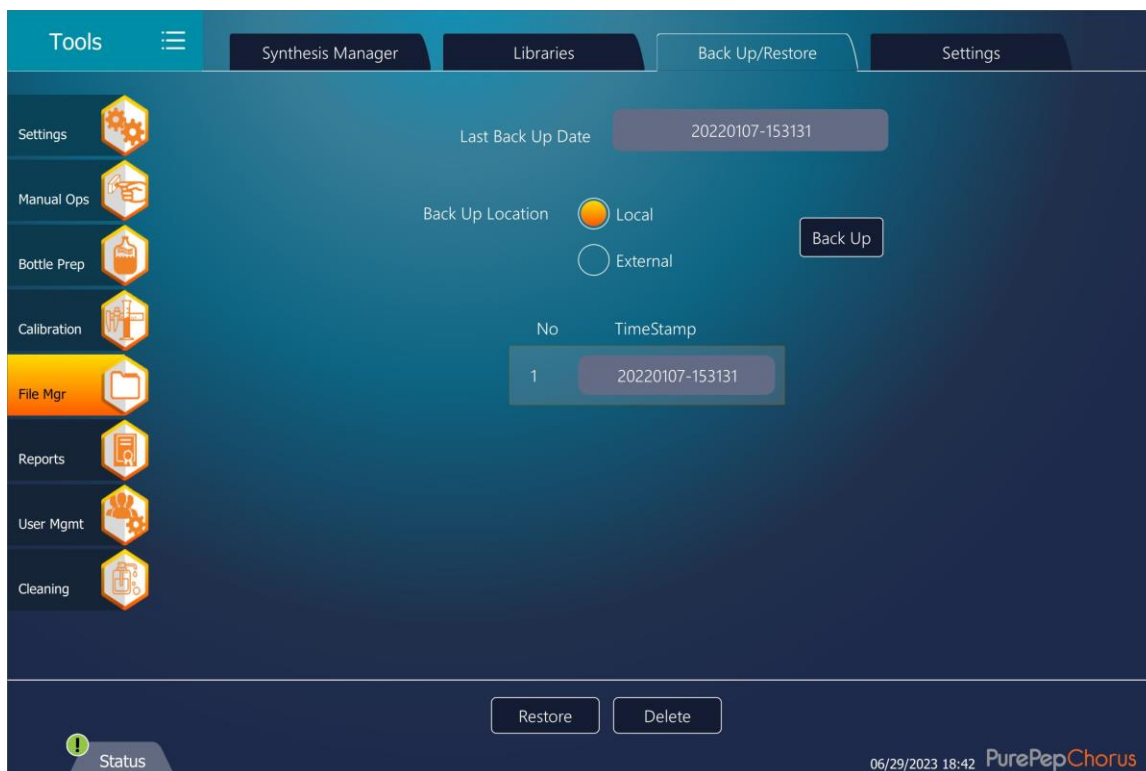 Tools
Synthesis Manager
Libraries
Back Up/Restore
Settings
Settings
Manual Ops
Bottle Prep
Calibration
File Mgr
Reports
User Mgmt
Cleaning
Last Back Up Date 20220107-153131
Back Up Location
Local
External
Back Up
No TimeStamp
1 20220107-153131
Restore
Delete
! Status
06/29/2023 18:42 PurePepChorus